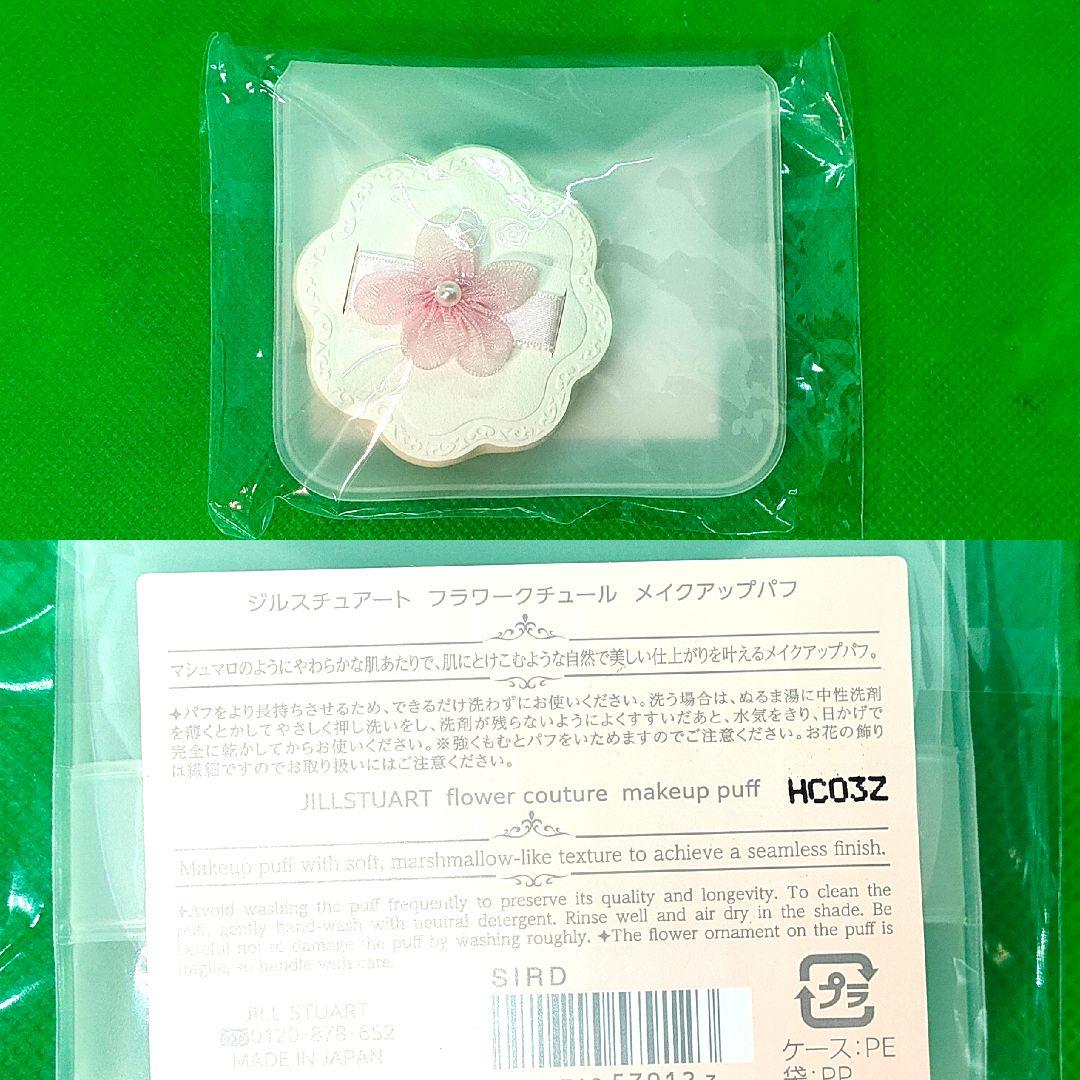 ジルスチュアート フラワークチュール メイクアップパフ
マシュマロのようにやわらかな肌あたりで、肌にとけこむような自然で美しい仕上がりを叶えるメイクアップパフ。
✦パフをより長持ちさせるため、できるだけ洗わずにお使いください。洗う場合は、ぬるま湯に中性洗剤
を薄くとかしてやさしく押し洗いをし、洗剤が残らないようによくすすいだあと、水気をきり、日かげで
完全に乾かしてからお使いください。※強くもむとパフをいためますのでご注意ください。お花の飾り
は繊細ですのでお取り扱いにはご注意ください。
JILLSTUART flower couture makeup puff HC03Z
Makeup puff with soft, marshmallow-like texture to achieve a seamless finish.
✦Avoid washing the puff frequently to preserve its quality and longevity. To clean the
puff, gently hand-wash with neutral detergent. Rinse well and air dry in the shade. Be
careful not to damage the puff by washing roughly. ✦The flower ornament on the puff is
fragile, so handle with care.
SIRD
JILL STUART
0120-878-652
MADE IN JAPAN
プラ
ケース:PE
袋:PP